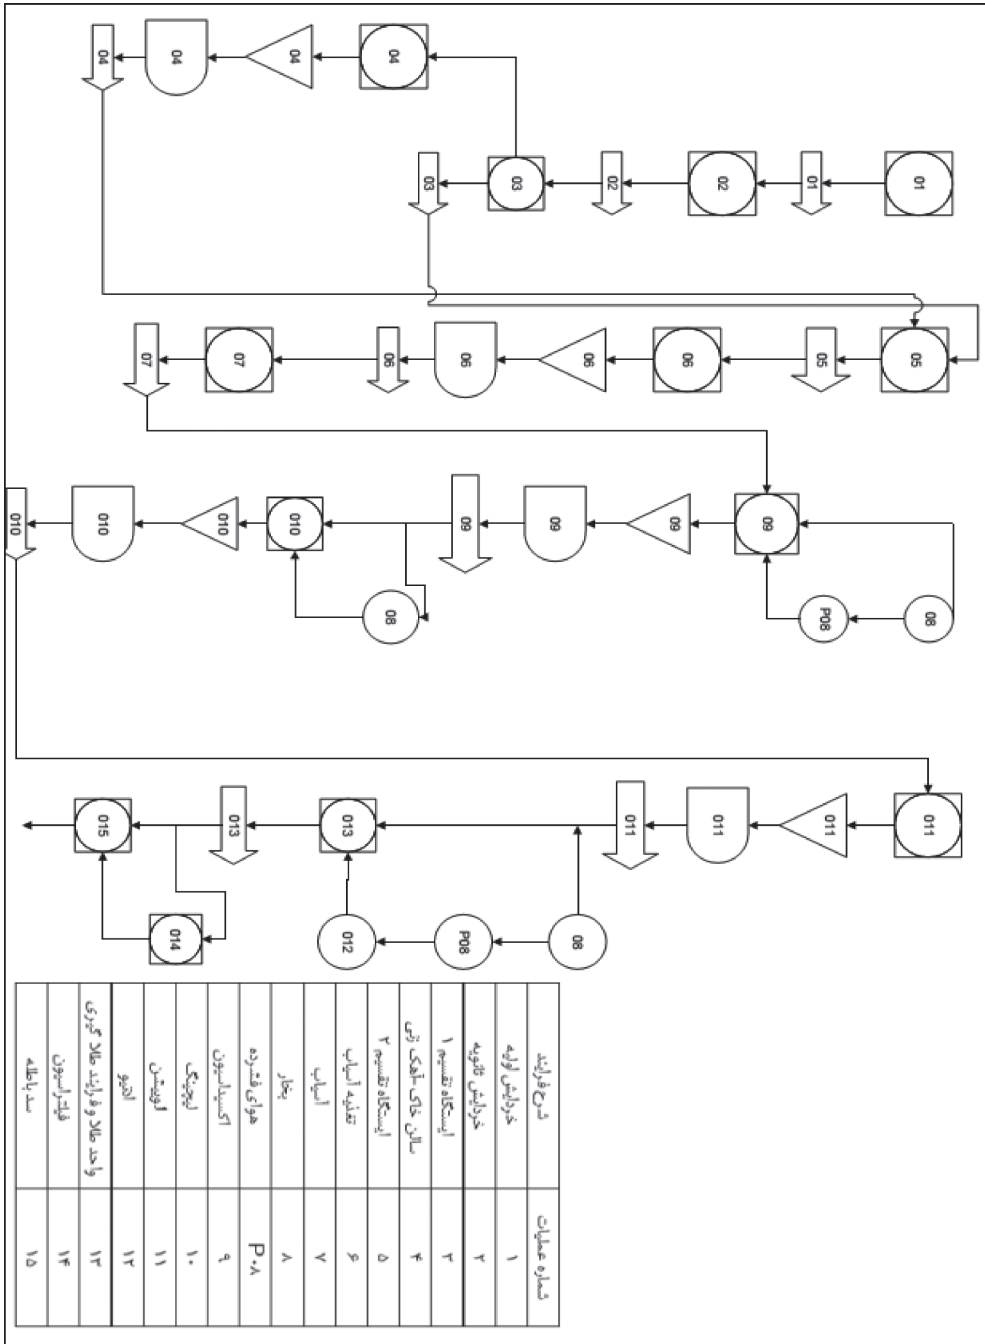 01
01
02
02
03
03
04
04
04
04
05
05
06
06
06
06
07
07
08
P08
09
09
09
09
08
010
010
010
010
011
011
011
011
08
P08
012
013
013
014
015
شماره عملیات شرح فرایند
۱ خردایش اولیه
۲ خردایش ثانویه
۳ ایستگاه تقسیم ۱
۴ سالن خاک-آهک زنی
۵ ایستگاه تقسیم ۲
۶ تغذیه آسیاب
۷ آسیاب
۸ بخار
P۰۸ هوای فشرده
۹ اکسیداسیون
۱۰ لیچینگ
۱۱ لوویشن
۱۲ ادتیو
۱۳ واحد طلا و فرایند طلا گیری
۱۴ فیلتراسیون
۱۵ سد باطله